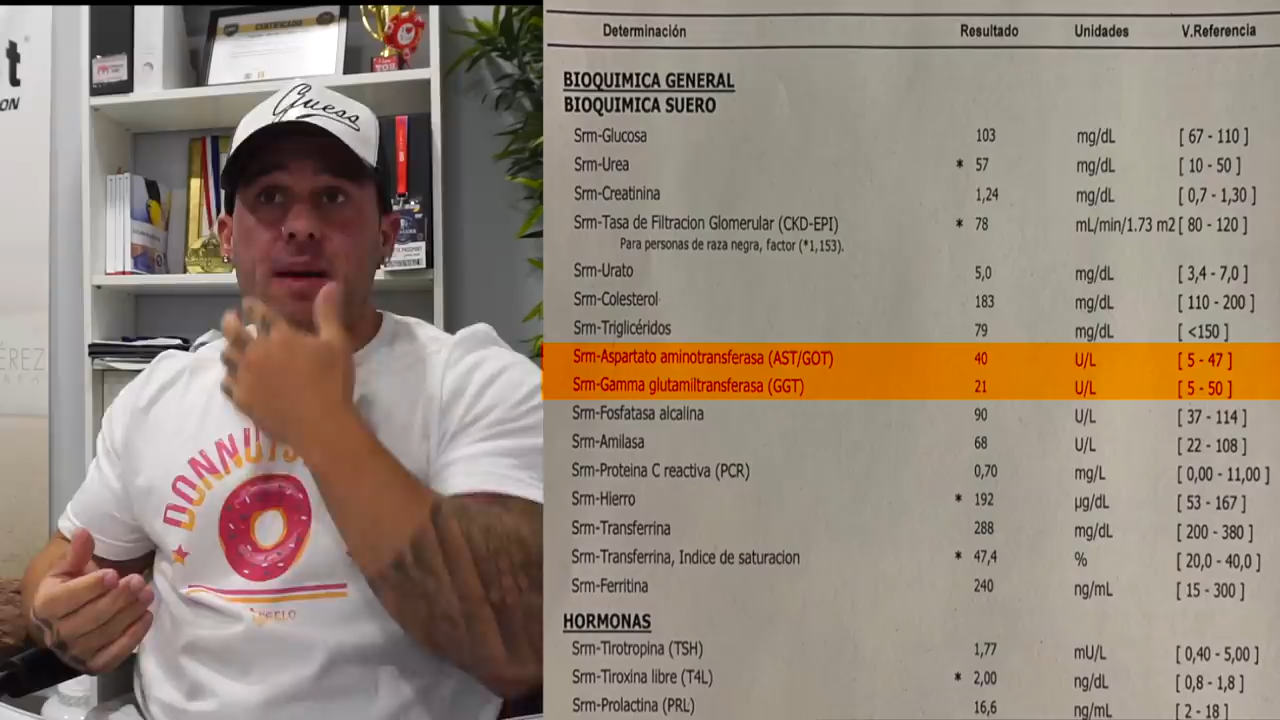 t
ON
ÉREZ
CERTIFICADO
TOP
Guess
DONNUTS
ANGELO
Determinación Resultado Unidades V.Referencia
BIOQUIMICA GENERAL
BIOQUIMICA SUERO
Srm-Glucosa 103 mg/dL [ 67 - 110 ]
Srm-Urea * 57 mg/dL [ 10 - 50 ]
Srm-Creatinina 1,24 mg/dL [ 0,7 - 1,30 ]
Srm-Tasa de Filtracion Glomerular (CKD-EPI) * 78 mL/min/1.73 m2 [ 80 - 120 ]
Para personas de raza negra, factor (*1,153).
Srm-Urato 5,0 mg/dL [ 3,4 - 7,0 ]
Srm-Colesterol 183 mg/dL [ 110 - 200 ]
Srm-Triglicéridos 79 mg/dL [ <150 ]
Srm-Aspartato aminotransferasa (AST/GOT) 40 U/L [ 5 - 47 ]
Srm-Gamma glutamiltransferasa (GGT) 21 U/L [ 5 - 50 ]
Srm-Fosfatasa alcalina 90 U/L [ 37 - 114 ]
Srm-Amilasa 68 U/L [ 22 - 108 ]
Srm-Proteina C reactiva (PCR) 0,70 mg/L [ 0,00 - 11,00 ]
Srm-Hierro * 192 µg/dL [ 53 - 167 ]
Srm-Transferrina 288 mg/dL [ 200 - 380 ]
Srm-Transferrina, Indice de saturacion * 47,4 % [ 20,0 - 40,0 ]
Srm-Ferritina 240 ng/mL [ 15 - 300 ]
HORMONAS
Srm-Tirotropina (TSH) 1,77 mU/L [ 0,40 - 5,00 ]
Srm-Tiroxina libre (T4L) * 2,00 ng/dL [ 0,8 - 1,8 ]
Srm-Prolactina (PRL) 16,6 ng/mL [ 2 - 18 ]